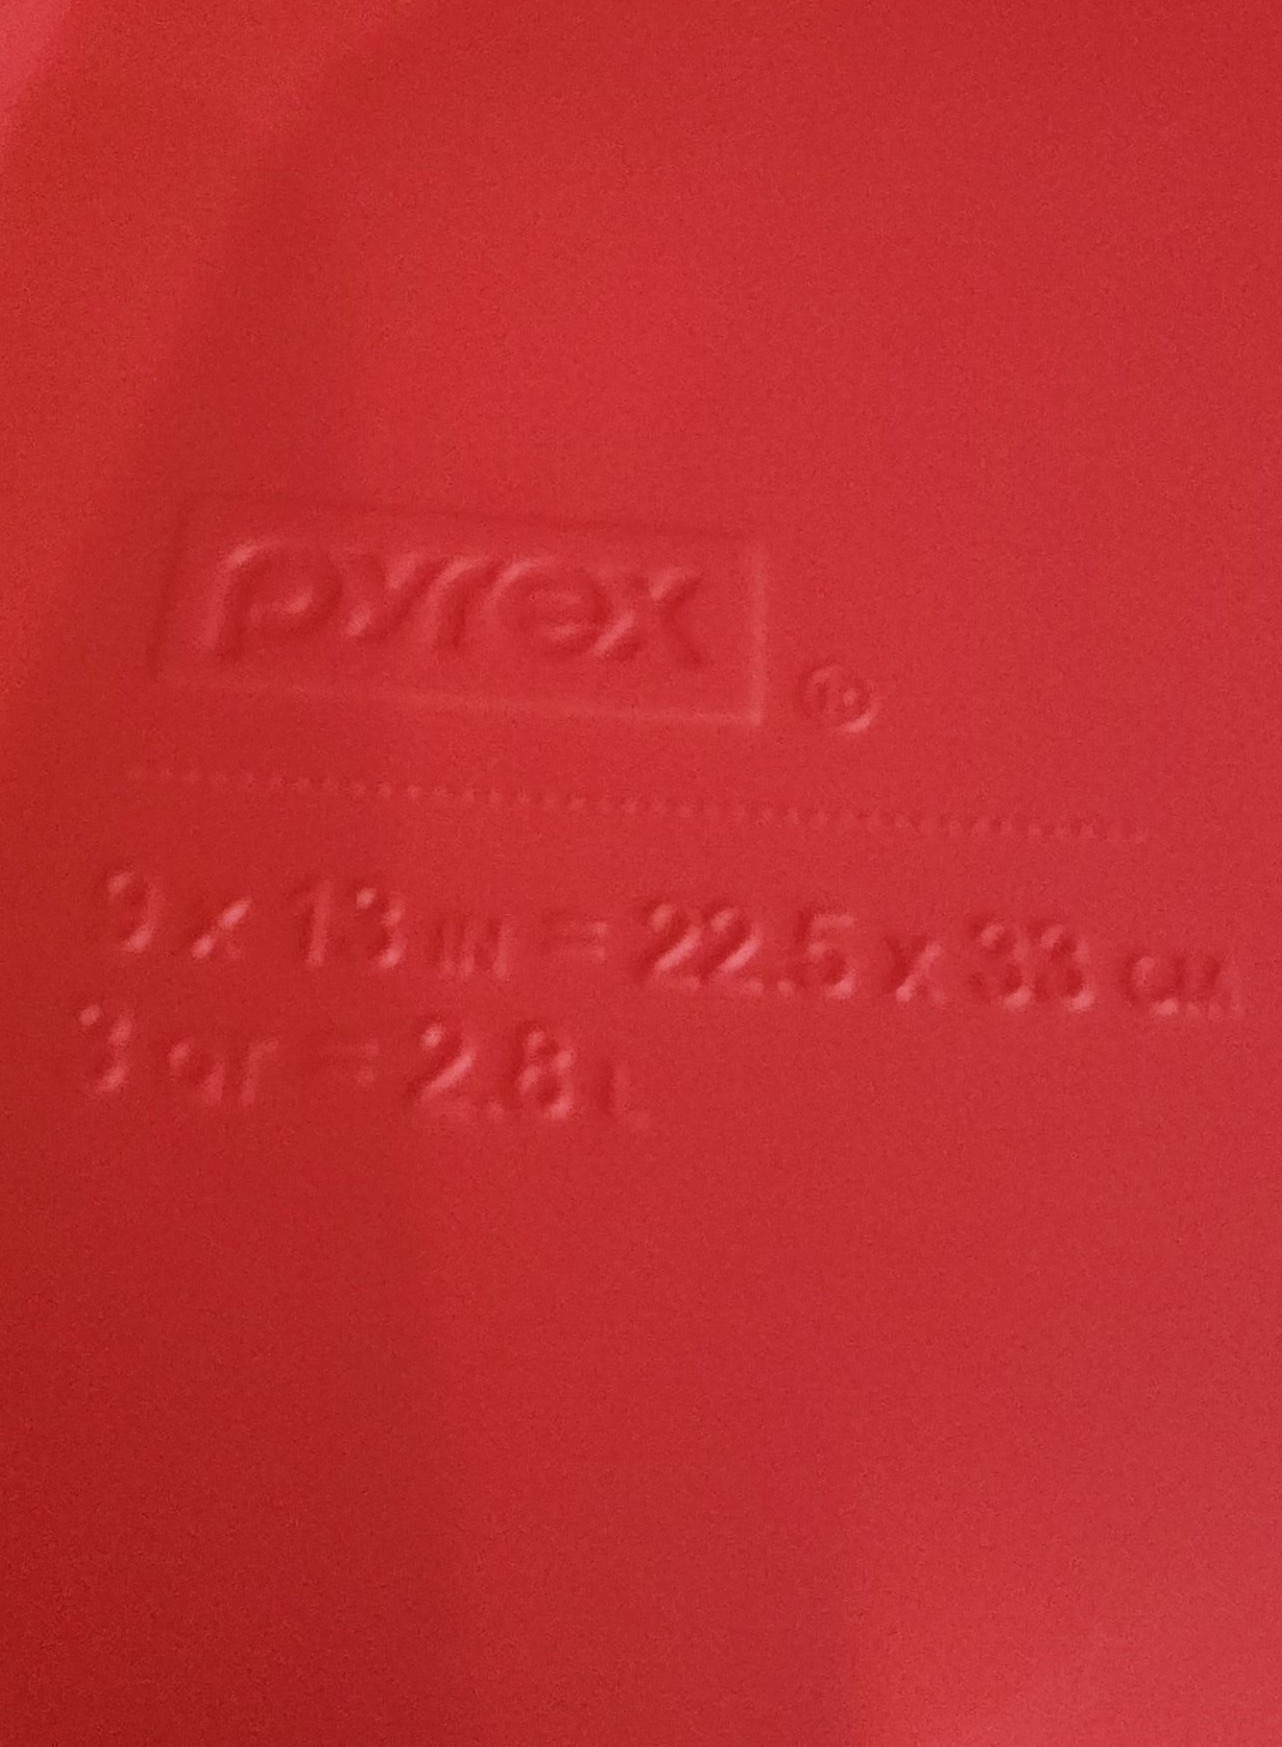 pyrex ®
9 x 13 IN = 22.5 x 33 CM
3 QT = 2.8 L